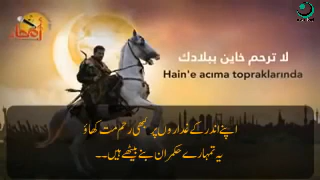 لا ترحم خاين ببلادك
Hain'e acıma topraklarında
اپنے اندر کے غداروں پر کبھی رحم مت کھاؤ
یہ تمہارے حکمران بنے بیٹھے ہیں۔۔